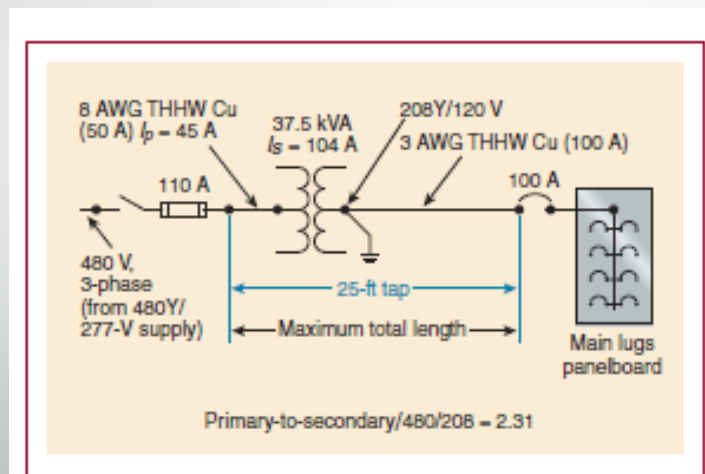 8 AWG THHW Cu
(50 A) Ip = 45 A
37.5 kVA
Is = 104 A
208Y/120 V
3 AWG THHW Cu (100 A)
110 A
100 A
480 V,
3-phase
(from 480Y/
277-V supply)
25-ft tap
Maximum total length
Main lugs
panelboard
Primary-to-secondary/480/208 = 2.31